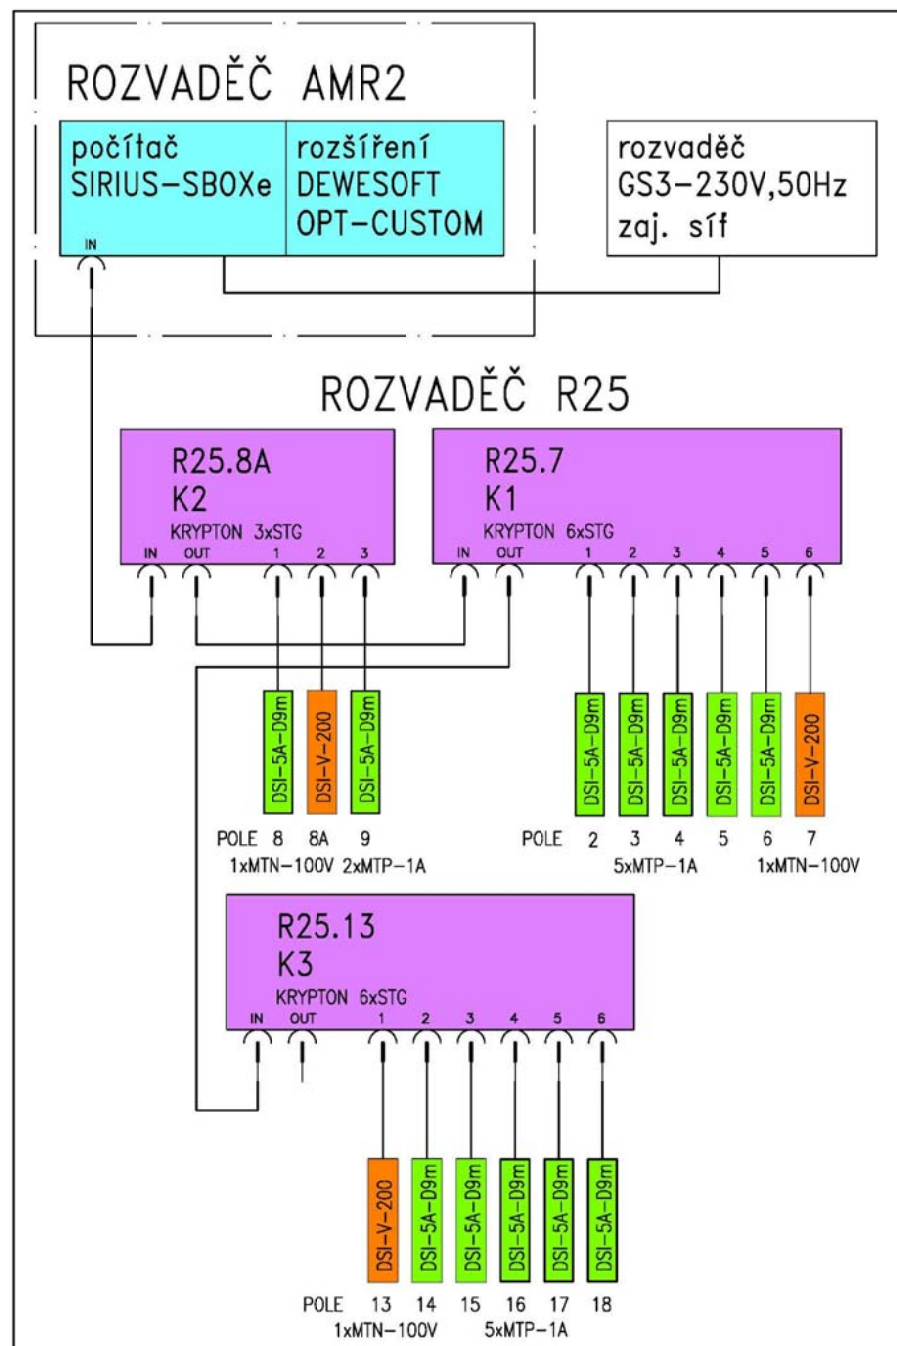 ROZVADĚČ AMR2
počítač
SIRIUS-SBOXe
IN
rozšíření
DEWESOFT
OPT-CUSTOM
rozvaděč
GS3-230V,50Hz
zaj. síť
ROZVADĚČ R25
R25.8A
K2
KRYPTON 3xSTG
IN OUT 1 2 3
R25.7
K1
KRYPTON 6xSTG
IN OUT 1 2 3 4 5 6
DSI-5A-D9m
DSI-V-200
DSI-5A-D9m
POLE 8 8A 9
1xMTN-100V 2xMTP-1A
DSI-5A-D9m
DSI-5A-D9m
DSI-5A-D9m
DSI-5A-D9m
DSI-5A-D9m
DSI-V-200
POLE 2 3 4 5 6 7
5xMTP-1A 1xMTN-100V
R25.13
K3
KRYPTON 6xSTG
IN OUT 1 2 3 4 5 6
DSI-V-200
DSI-5A-D9m
DSI-5A-D9m
DSI-5A-D9m
DSI-5A-D9m
DSI-5A-D9m
POLE 13 14 15 16 17 18
1xMTN-100V 5xMTP-1A